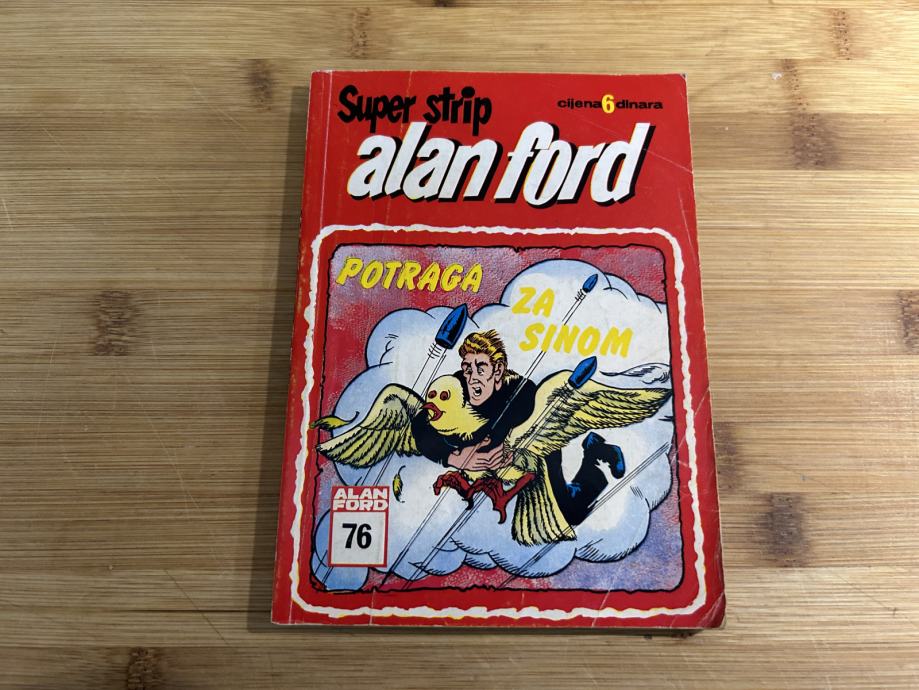 Super strip
cijena 6 dinara
alan ford
POTRAGA
ZA
SINOM
ALAN
FORD
76